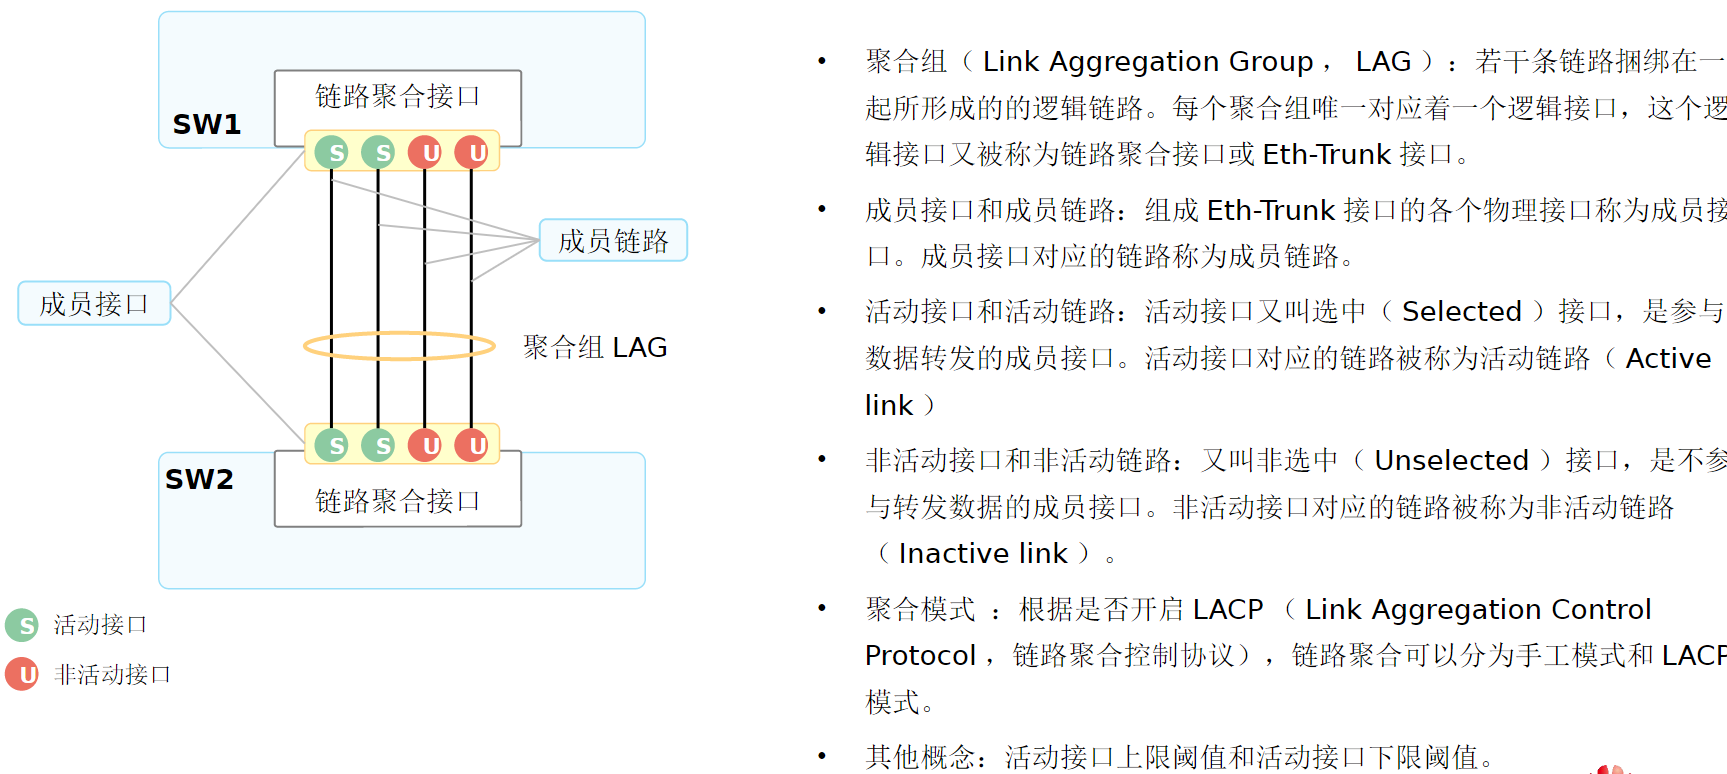 链路聚合接口
SW1
S S U U
成员链路
成员接口
聚合组 LAG
S S U U
SW2
链路聚合接口
S 活动接口
U 非活动接口
• 聚合组（ Link Aggregation Group ， LAG ）：若干条链路捆绑在一
起所形成的的逻辑链路。每个聚合组唯一对应着一个逻辑接口，这个逻
辑接口又被称为链路聚合接口或 Eth-Trunk 接口。
• 成员接口和成员链路：组成 Eth-Trunk 接口的各个物理接口称为成员接
口。成员接口对应的链路称为成员链路。
• 活动接口和活动链路：活动接口又叫选中（ Selected ）接口，是参与
数据转发的成员接口。活动接口对应的链路被称为活动链路（ Active
link ）
• 非活动接口和非活动链路：又叫非选中（ Unselected ）接口，是不参
与转发数据的成员接口。非活动接口对应的链路被称为非活动链路
（ Inactive link ）。
• 聚合模式 ：根据是否开启 LACP （ Link Aggregation Control
Protocol ，链路聚合控制协议），链路聚合可以分为手工模式和 LACP
模式。
• 其他概念：活动接口上限阈值和活动接口下限阈值。